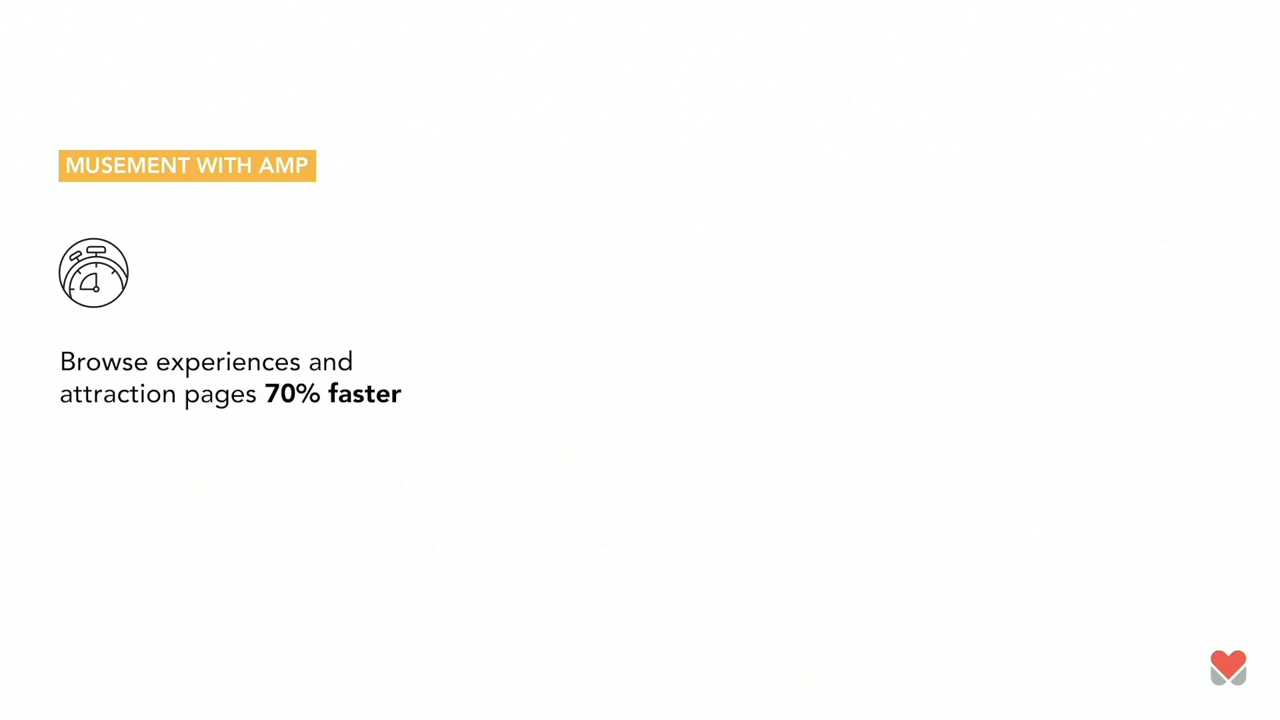 MUSEMENT WITH AMP
Browse experiences and
attraction pages 70% faster